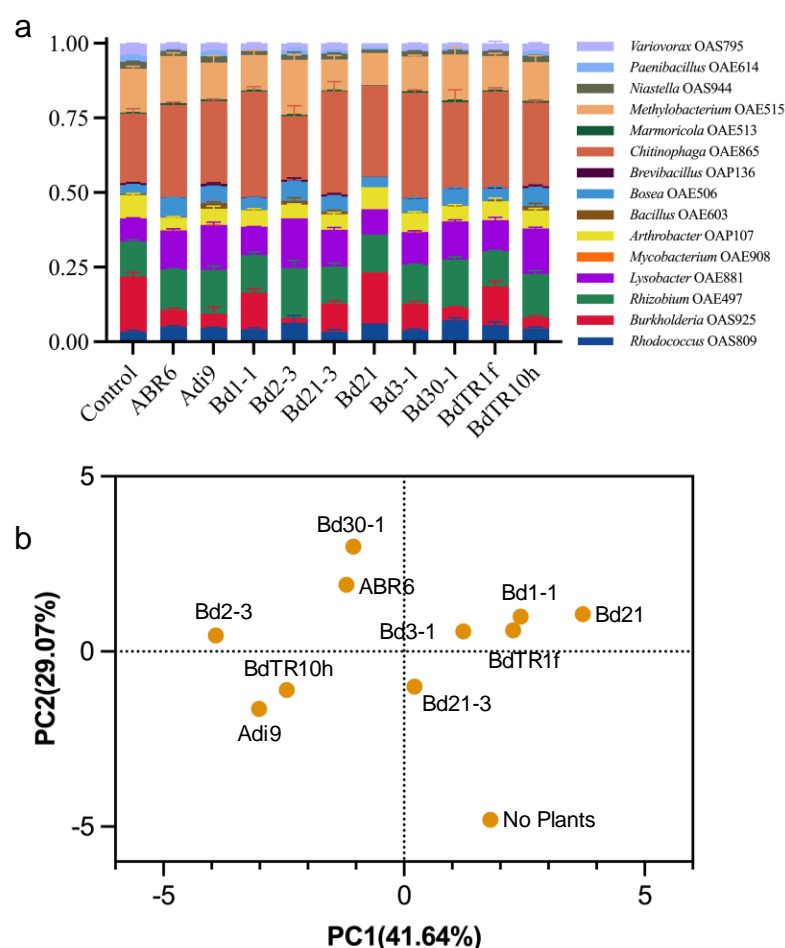 a
1.00
0.75
0.50
0.25
0.00
Control
ABR6
Adi9
Bd1-1
Bd2-3
Bd21-3
Bd21
Bd3-1
Bd30-1
BdTR1f
BdTR10h
Variovorax OAS795
Paenibacillus OAE614
Niastella OAS944
Methylobacterium OAE515
Marmoricola OAE513
Chitinophaga OAE865
Brevibacillus OAP136
Bosea OAE506
Bacillus OAE603
Arthrobacter OAP107
Mycobacterium OAE908
Lysobacter OAE881
Rhizobium OAE497
Burkholderia OAS925
Rhodococcus OAS809
b
5
0
-5
PC2(29.07%)
Bd30-1
ABR6
Bd2-3
Bd1-1
Bd21
Bd3-1
BdTR1f
BdTR10h
Bd21-3
Adi9
No Plants
-5
0
5
PC1(41.64%)